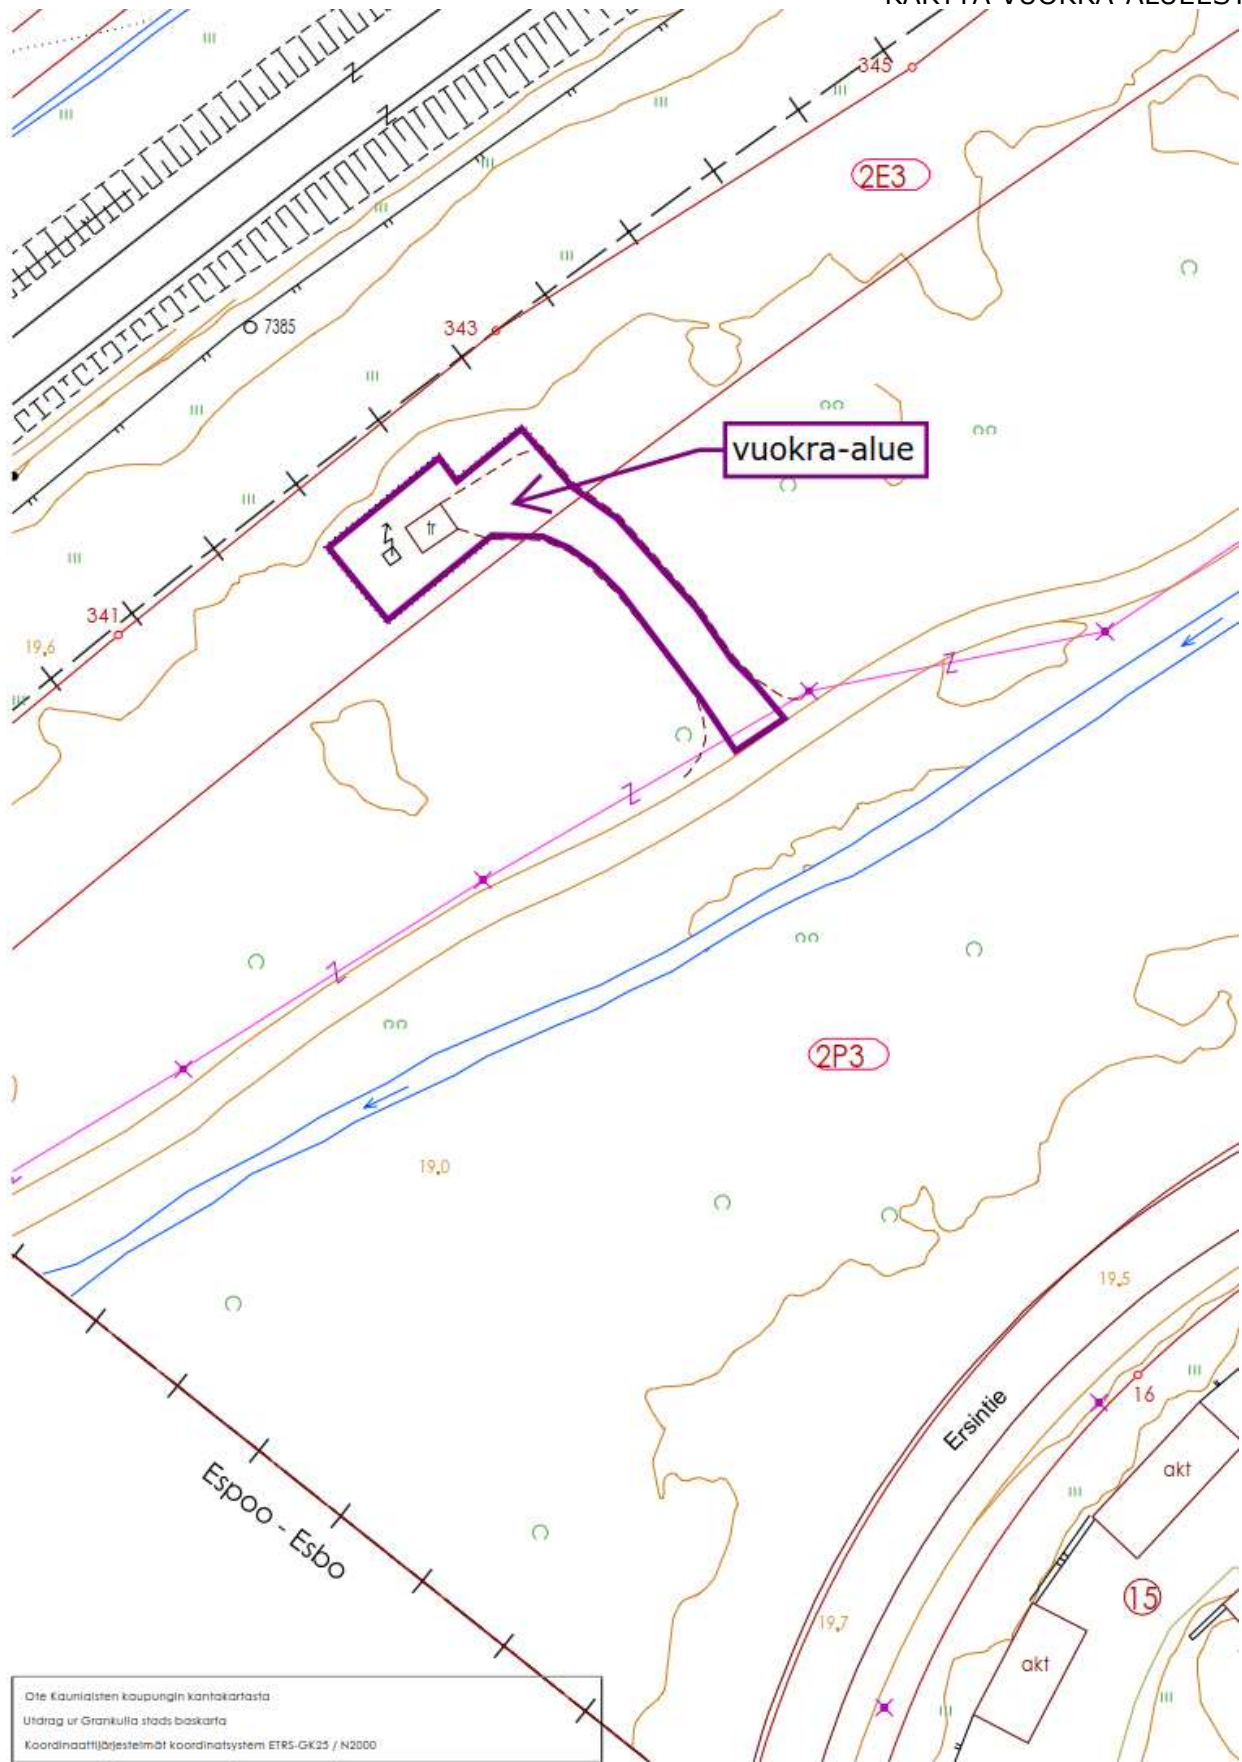 KARTTA VUOKRA-ALUEEST
345
2E3
7385
343
vuokra-alue
tr
341
19,6
2P3
19,0
19,5
16
Ersintie
akt
Espoo - Esbo
15
19,7
akt
Ote Kauniaisten kaupungin kantakartasta
Utdrag ur Grankulla stads baskarta
Koordinaattijärjestelmät koordinatsystem ETRS-GK25 / N2000